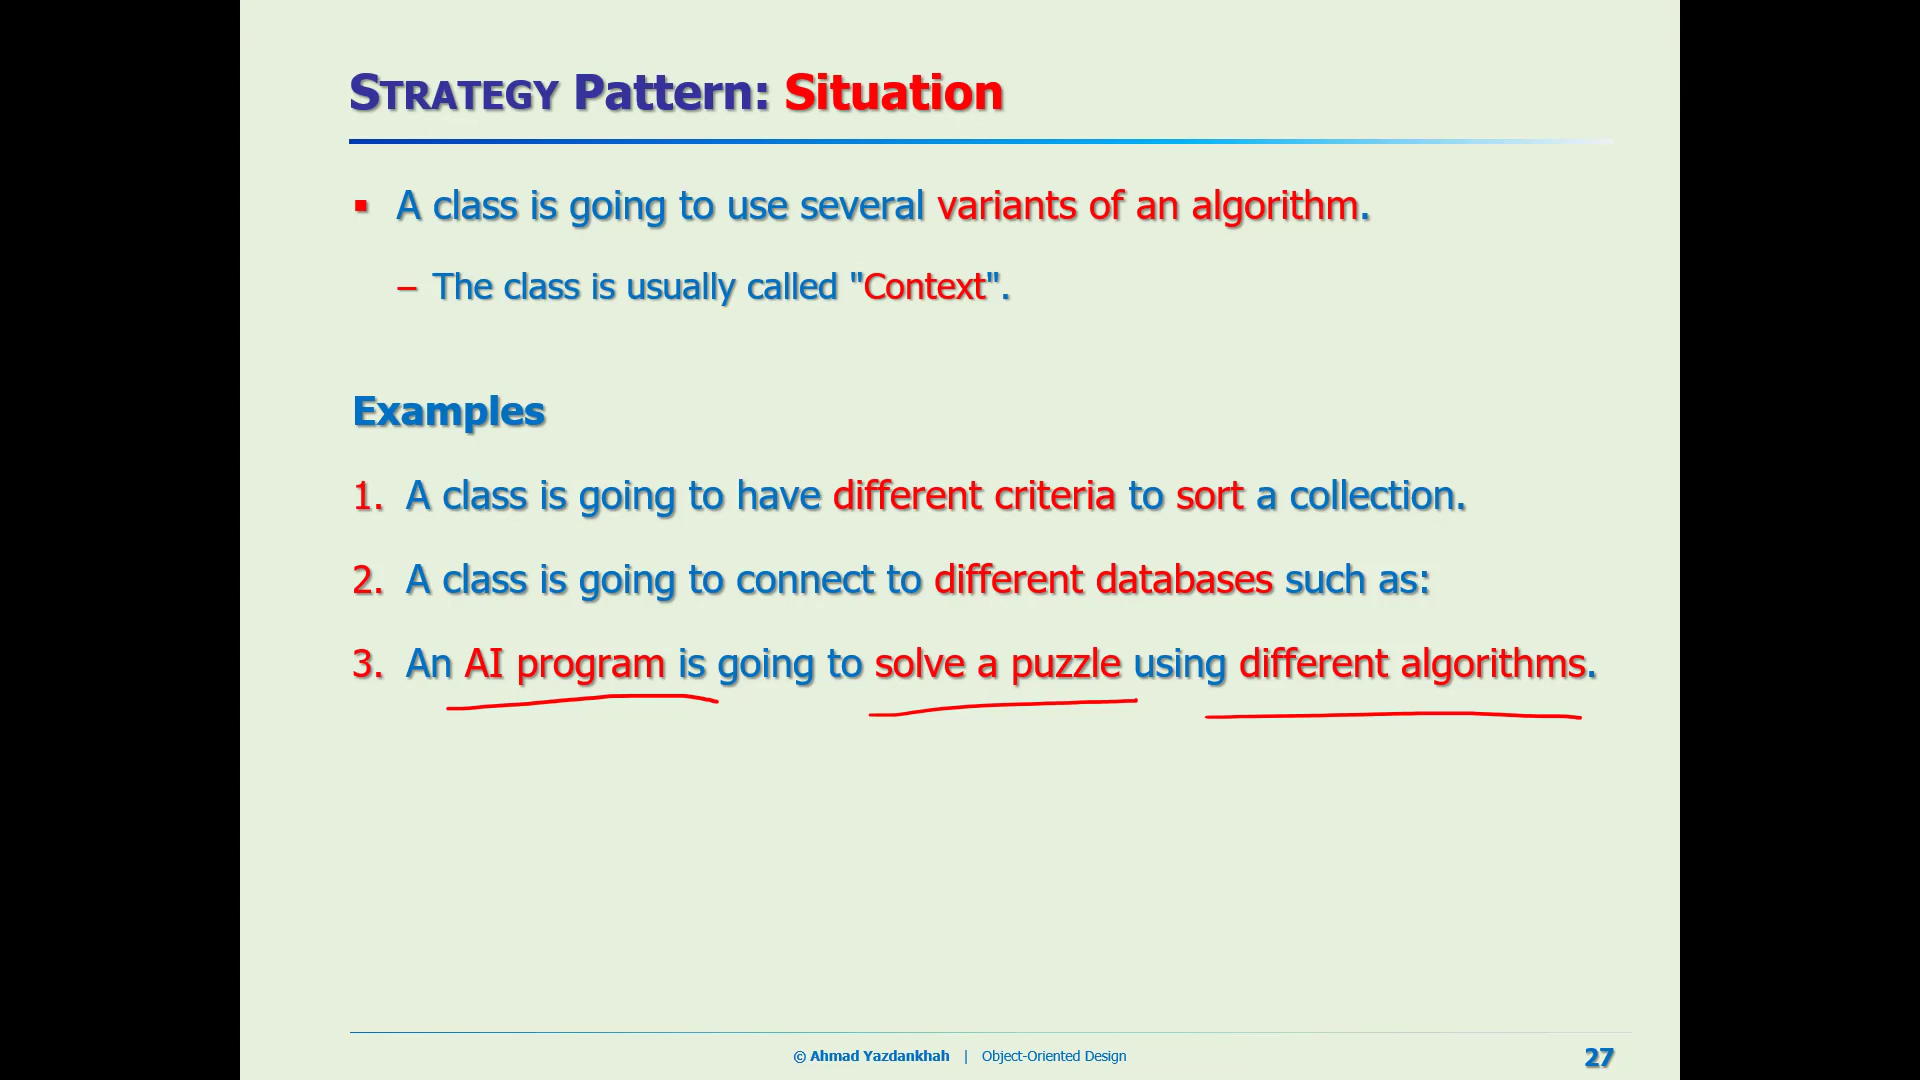 STRATEGY Pattern: Situation
▪ A class is going to use several variants of an algorithm.
– The class is usually called "Context".
Examples
1. A class is going to have different criteria to sort a collection.
2. A class is going to connect to different databases such as:
3. An AI program is going to solve a puzzle using different algorithms.
© Ahmad Yazdankhah | Object-Oriented Design
27